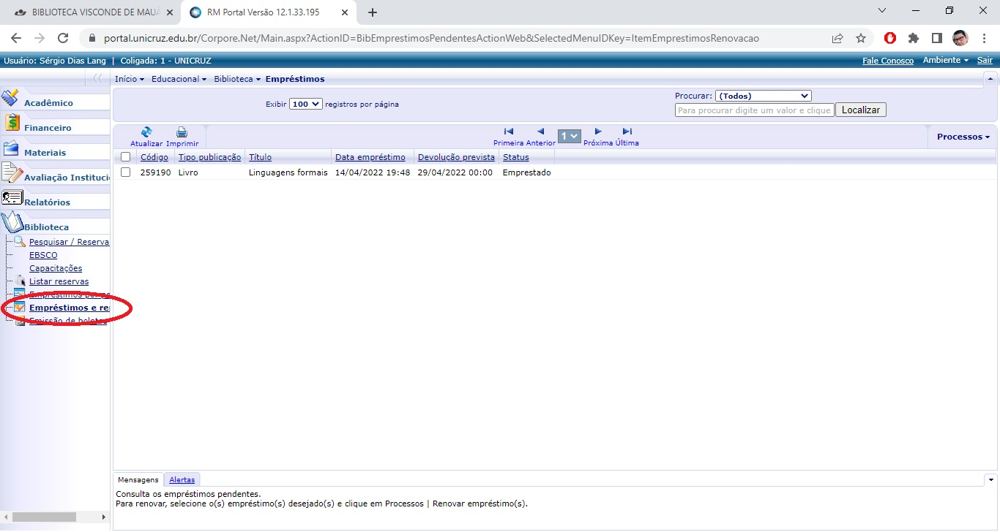 BIBLIOTECA VISCONDE DE MAUÁ
RM Portal Versão 12.1.33.195
portal.unicruz.edu.br/Corpore.Net/Main.aspx?ActionID=BibEmprestimosPendentesActionWeb&SelectedMenuIDKey=ItemEmprestimosRenovacao
Usuário: Sérgio Dias Lang | Coligada: 1 - UNICRUZ
Fale Conosco Ambiente Sair
Início Educacional Biblioteca Empréstimos
Exibir 100 registros por página
Procurar: (Todos)
Para procurar digite um valor e clique Localizar
Atualizar Imprimir
Primeira Anterior 1 Próxima Última
Processos
Código Tipo publicação Título Data empréstimo Devolução prevista Status
259190 Livro Linguagens formais 14/04/2022 19:48 29/04/2022 00:00 Emprestado
Acadêmico
Financeiro
Materiais
Avaliação Institucio
Relatórios
Biblioteca
Pesquisar / Reserva
EBSCO
Capacitações
Listar reservas
Empréstimos por pe
Empréstimos e re
Emissão de boletos
Mensagens Alertas
Consulta os empréstimos pendentes.
Para renovar, selecione o(s) empréstimo(s) desejado(s) e clique em Processos | Renovar empréstimo(s).